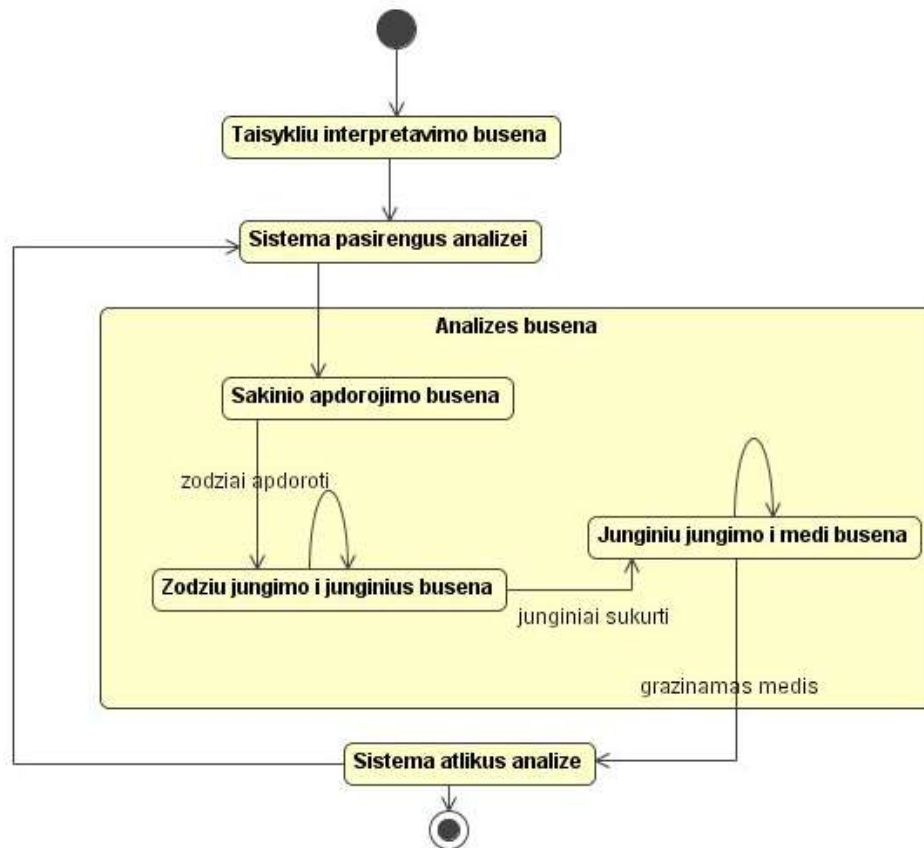 Taisykliu interpretavimo busena
Sistema pasirengus analizei
Analizes busena
Sakinio apdorojimo busena
zodziai apdoroti
Junginiu jungimo i medi busena
Zodziu jungimo i junginius busena
junginiai sukurti
grazinamas medis
Sistema atlikus analize